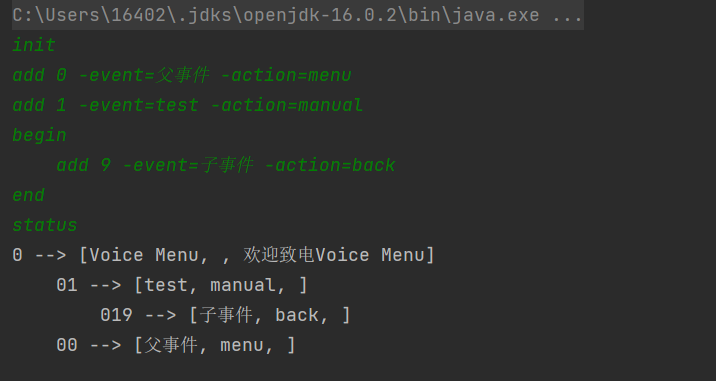 C:\Users\16402\.jdks\openjdk-16.0.2\bin\java.exe ...
init
add 0 -event=父事件 -action=menu
add 1 -event=test -action=manual
begin
    add 9 -event=子事件 -action=back
end
status
0 --> [Voice Menu, , 欢迎致电Voice Menu]
    01 --> [test, manual, ]
        019 --> [子事件, back, ]
    00 --> [父事件, menu, ]